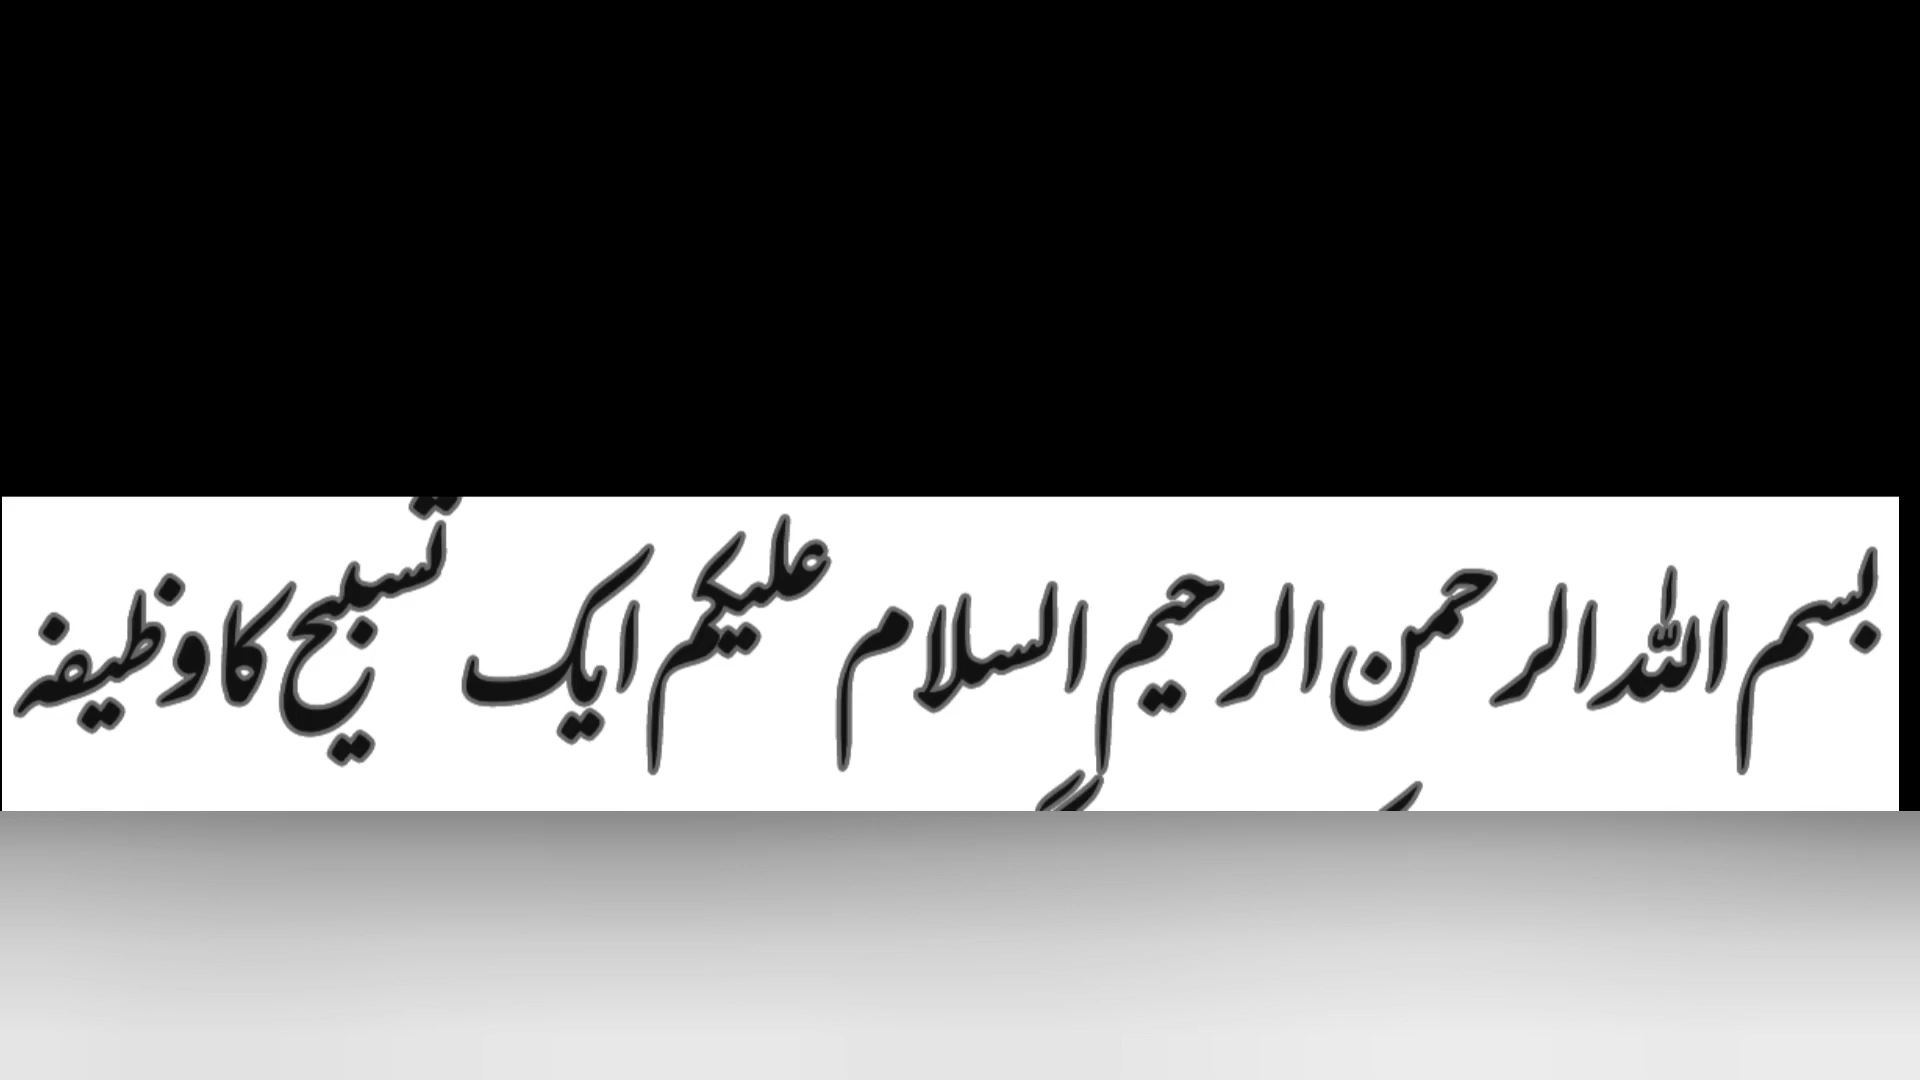 بسم اللہ الرحمن الرحیم السلام علیکم ایک تسبیح کا وظیفہ